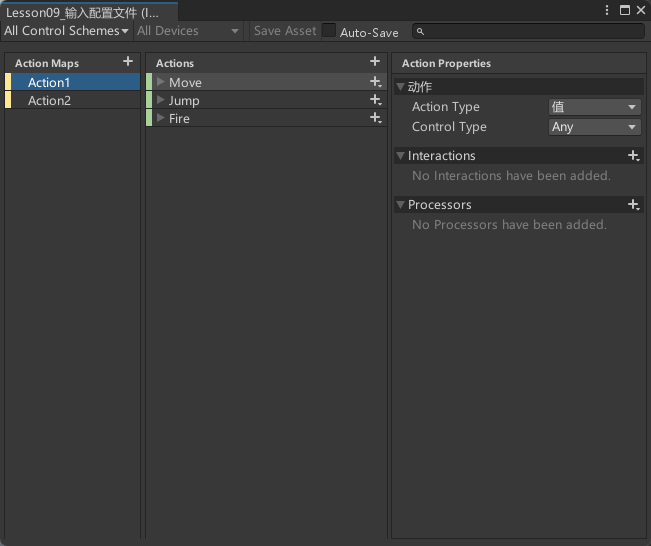 Lesson09_输入配置文件 (I...
All Control Schemes All Devices Save Asset Auto-Save
Action Maps
Action1
Action2
Actions
Move
Jump
Fire
Action Properties
动作
Action Type 值
Control Type Any
Interactions
No Interactions have been added.
Processors
No Processors have been added.